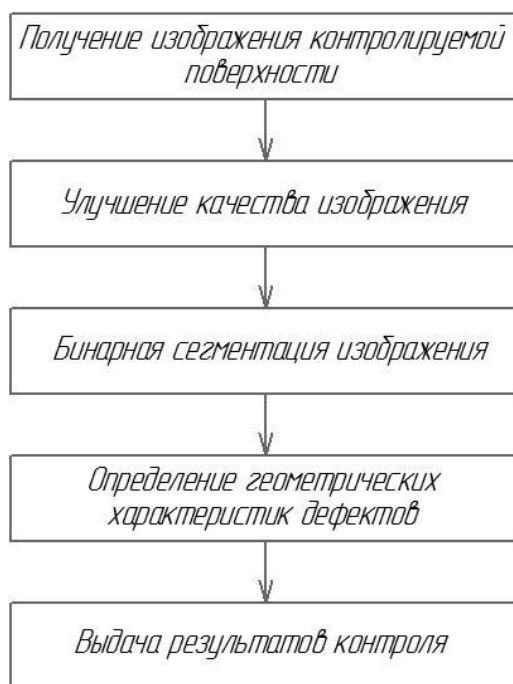 Получение изображения контролируемой
поверхности
Улучшение качества изображения
Бинарная сегментация изображения
Определение геометрических
характеристик дефектов
Выдача результатов контроля